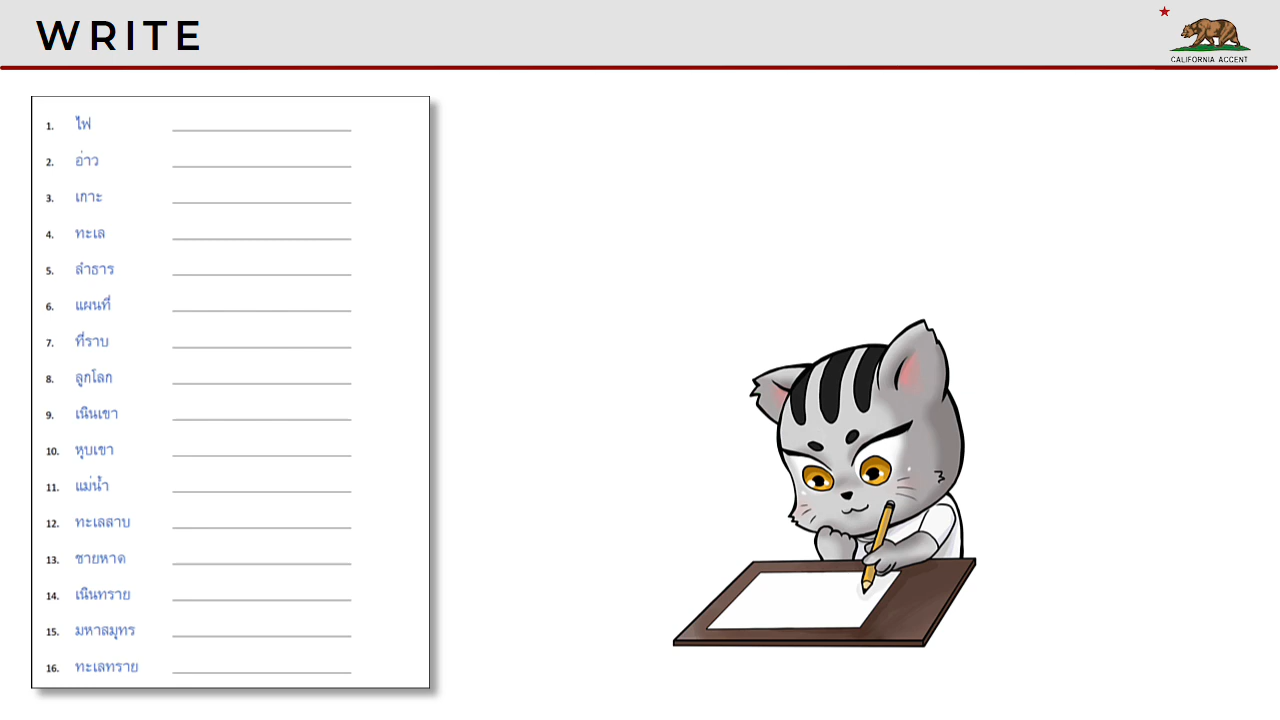 WRITE
CALIFORNIA ACCENT
1. ไฟ
2. อ่าว
3. เกาะ
4. ทะเล
5. ลำธาร
6. แผนที่
7. ที่ราบ
8. ลูกโลก
9. เนินเขา
10. หุบเขา
11. แม่น้ำ
12. ทะเลสาบ
13. ชายหาด
14. เนินทราย
15. มหาสมุทร
16. ทะเลทราย